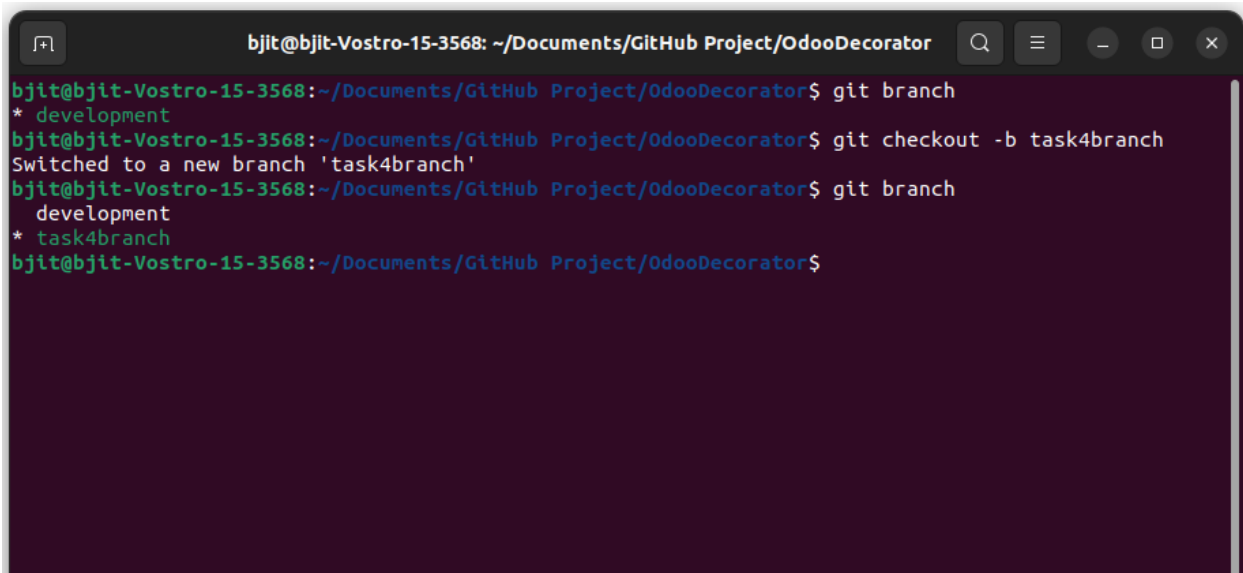 bjit@bjit-Vostro-15-3568: ~/Documents/GitHub Project/OdooDecorator
bjit@bjit-Vostro-15-3568:~/Documents/GitHub Project/OdooDecorator$ git branch
* development
bjit@bjit-Vostro-15-3568:~/Documents/GitHub Project/OdooDecorator$ git checkout -b task4branch
Switched to a new branch 'task4branch'
bjit@bjit-Vostro-15-3568:~/Documents/GitHub Project/OdooDecorator$ git branch
  development
* task4branch
bjit@bjit-Vostro-15-3568:~/Documents/GitHub Project/OdooDecorator$